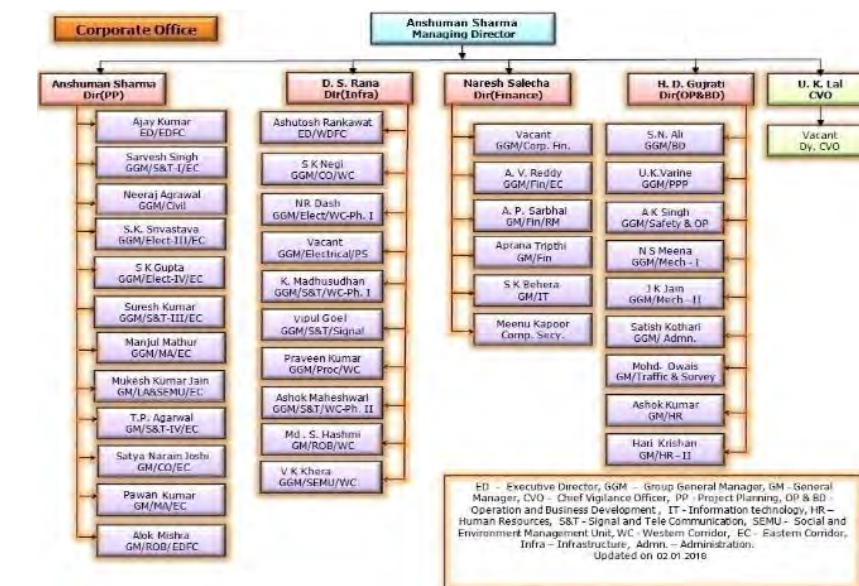 Corporate Office
Anshuman Sharma
Managing Director
Anshuman Sharma
Dir(PP)
Ajay Kumar
ED/EDFC
Sarvesh Singh
GGM/S&T-I/EC
Neeraj Agrawal
GGM/Civil
S.K. Srivastava
GGM/Elect-III/EC
S K Gupta
GGM/Elect-IV/EC
Suresh Kumar
GGM/S&T-III/EC
Manjul Mathur
GGM/MA/EC
Mukesh Kumar Jain
GM/LA&SEMU/EC
T.P. Agarwal
GM/S&T-IV/EC
Satya Narain Joshi
GM/CO/EC
Pawan Kumar
GM/MA/EC
Alok Mishra
GM/ROB/EDFC
D. S. Rana
Dir(Infra)
Ashutosh Rankawat
ED/WDFC
S K Negi
GGM/CO/WC
NR Dash
GGM/Elect/WC-Ph. I
Vacant
GGM/Electrical/PS
K. Madhusudhan
GGM/S&T/WC-Ph. I
Vipul Goel
GGM/S&T/Signal
Praveen Kumar
GGM/Proc/WC
Ashok Maheshwari
GGM/S&T/WC-Ph. II
Md . S. Hashmi
GM/ROB/WC
V K Khera
GGM/SEMU/WC
Naresh Salecha
Dir(Finance)
Vacant
GGM/Corp. Fin.
A. V. Reddy
GGM/Fin/EC
A. P. Sarbhai
GM/Fin/RM
Aprana Tripthi
GM/Fin
S K Behera
GM/IT
Meenu Kapoor
Comp. Secy.
H. D. Gujrati
Dir(OP&BD)
S.N. Ali
GGM/BD
U.K.Varine
GGM/PPP
A K Singh
GGM/Safety & OP
N S Meena
GGM/Mech - I
J K Jain
GGM/Mech - II
Satish Kothari
GGM/ Admn.
Mohd. Owais
GM/Traffic & Survey
Ashok Kumar
GM/HR
Hari Krishan
GM/HR - II
U. K. Lal
CVO
Vacant
Dy. CVO
ED - Executive Director, GGM - Group General Manager, GM - General
Manager, CVO - Chief Vigilance Officer, PP - Project Planning, OP & BD -
Operation and Business Development , IT - Information technology, HR –
Human Resources, S&T - Signal and Tele Communication, SEMU - Social and
Environment Management Unit, WC - Western Corridor, EC - Eastern Corridor,
Infra – Infrastructure, Admn. – Administration.
Updated on 02.01.2018